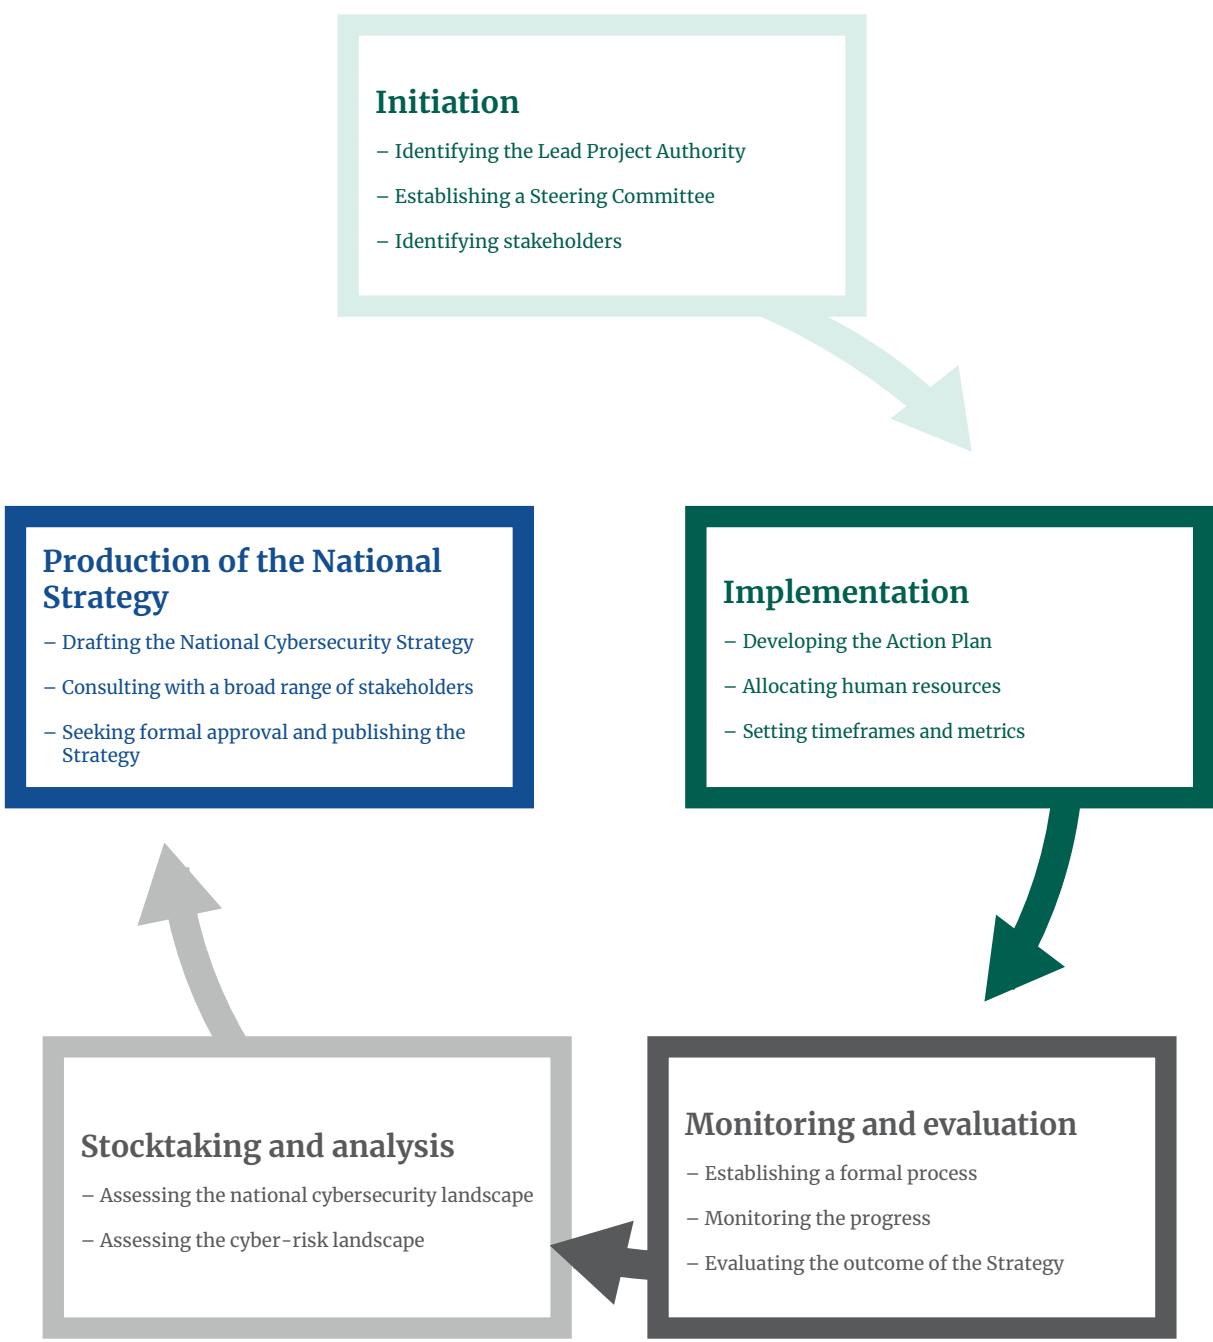 Initiation
– Identifying the Lead Project Authority
– Establishing a Steering Committee
– Identifying stakeholders
Production of the National
Strategy
– Drafting the National Cybersecurity Strategy
– Consulting with a broad range of stakeholders
– Seeking formal approval and publishing the
Strategy
Implementation
– Developing the Action Plan
– Allocating human resources
– Setting timeframes and metrics
Stocktaking and analysis
– Assessing the national cybersecurity landscape
– Assessing the cyber-risk landscape
Monitoring and evaluation
– Establishing a formal process
– Monitoring the progress
– Evaluating the outcome of the Strategy